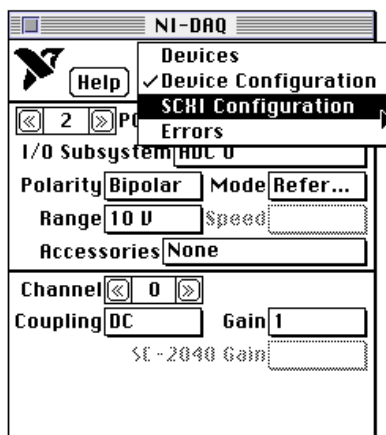 NI-DAQ
Devices
Help ✓Device Configuration
SCXI Configuration
2
Errors
I/O Subsystem ADC 0
Polarity Bipolar Mode Refer...
Range 10 V Speed
Accessories None
Channel 0
Coupling DC Gain 1
SC-2040 Gain